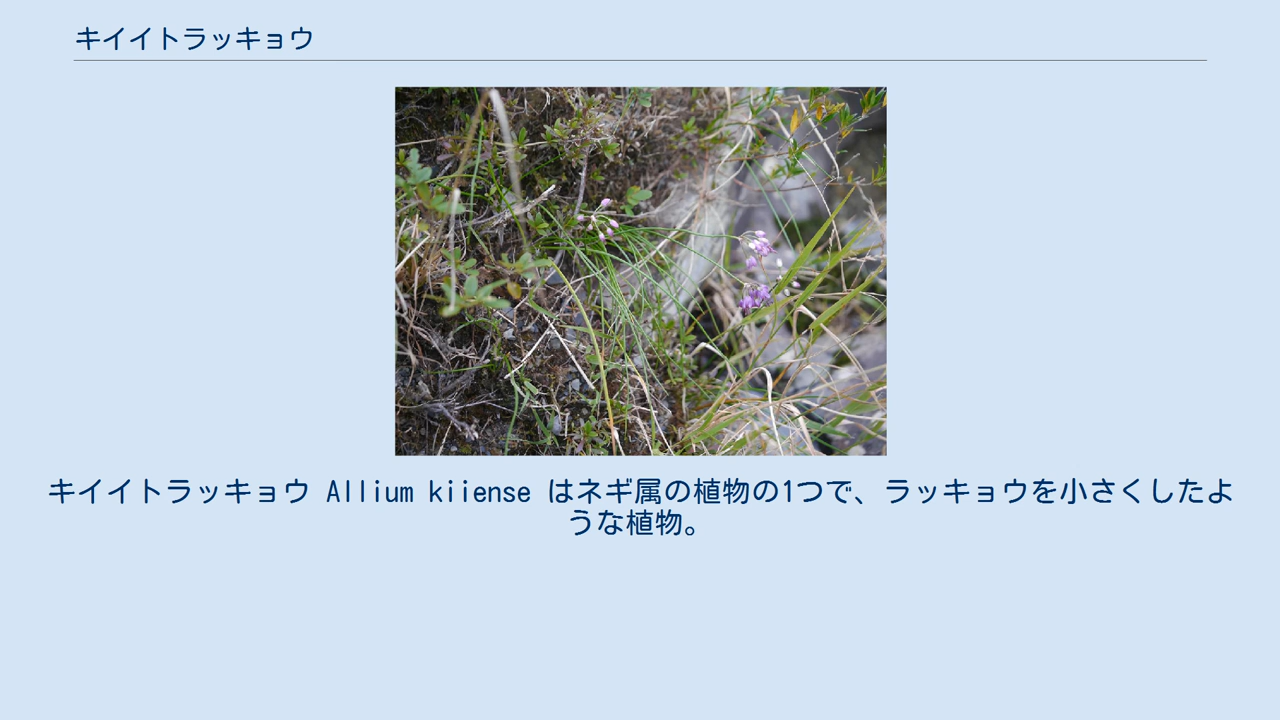 キイイトラッキョウ
キイイトラッキョウ Allium kiiense はネギ属の植物の1つで、ラッキョウを小さくしたよ
うな植物。